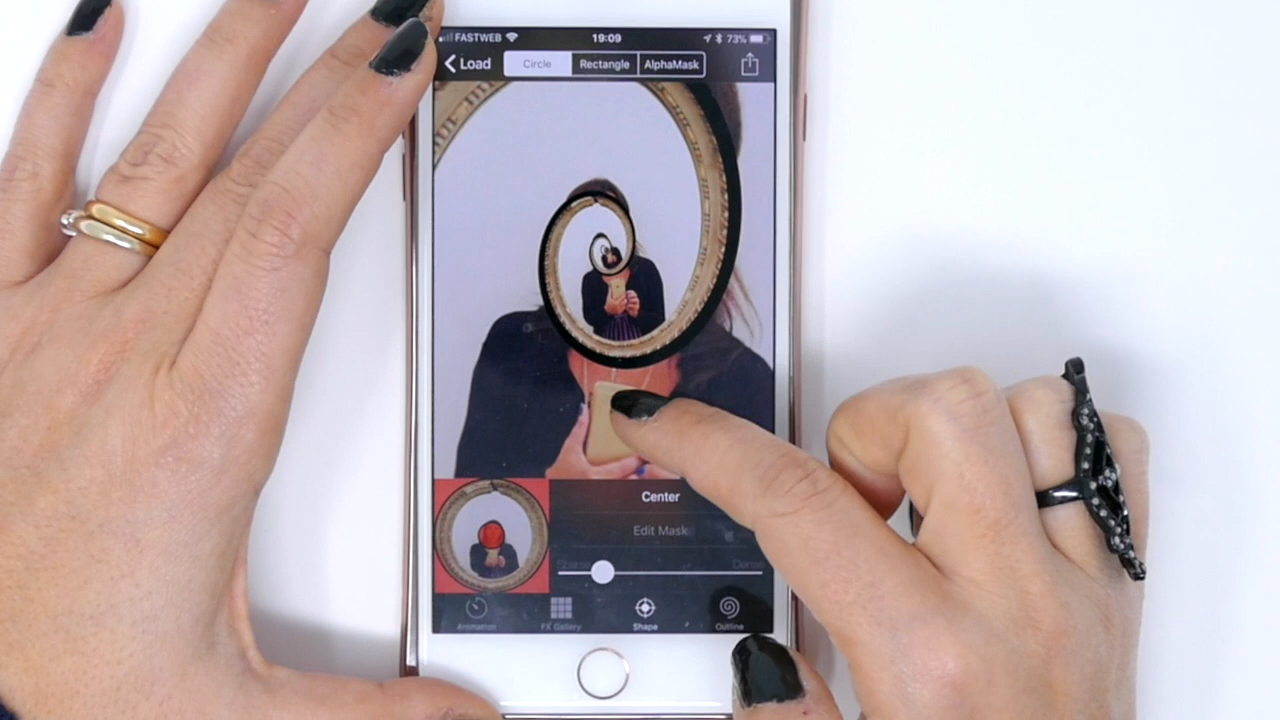 FASTWEB 19:09 73%
Load Circle Rectangle AlphaMask
Center
Edit Mask
Sparse Dense
Animation FX Gallery Shape Outline